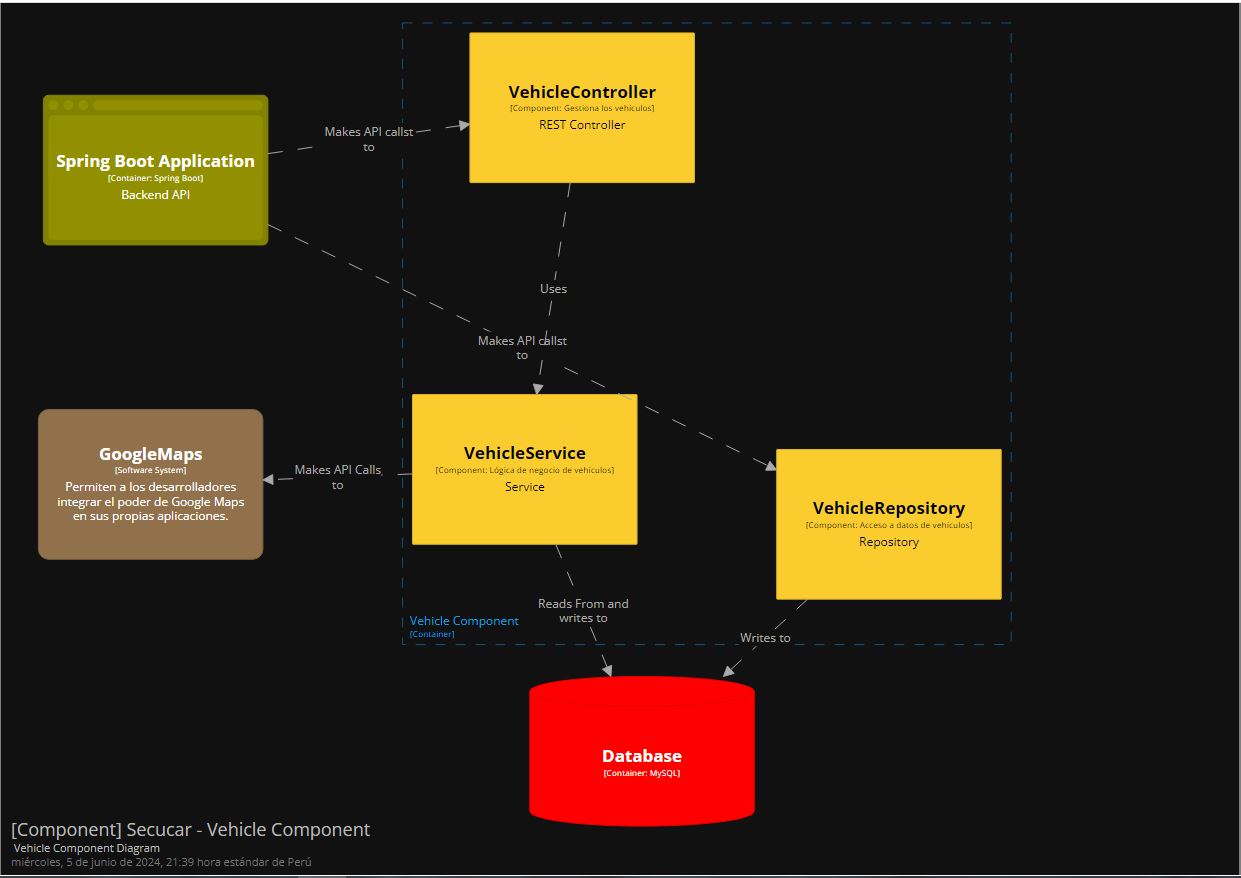 VehicleController
[Component: Gestiona los vehículos]
REST Controller
Spring Boot Application
[Container: Spring Boot]
Backend API
Makes API callst
to
Uses
Makes API callst
to
GoogleMaps
[Software System]
Permiten a los desarrolladores
integrar el poder de Google Maps
en sus propias aplicaciones.
Makes API Calls
to
VehicleService
[Component: Lógica de negocio de vehículos]
Service
VehicleRepository
[Component: Acceso a datos de vehículos]
Repository
Reads From and
writes to
Vehicle Component
[Container]
Writes to
Database
[Container: MySQL]
[Component] Secucar - Vehicle Component
Vehicle Component Diagram
miércoles, 5 de junio de 2024, 21:39 hora estándar de Perú